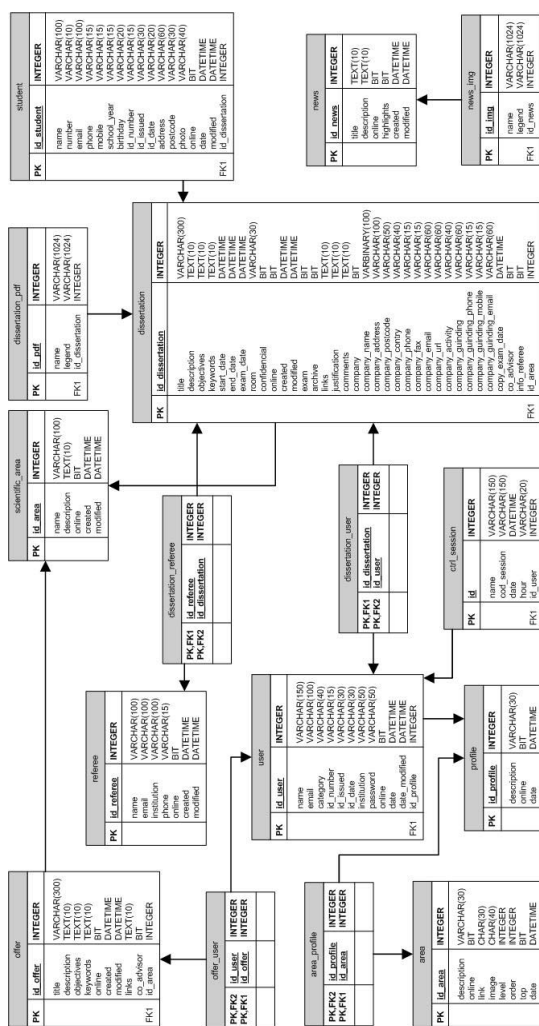 offer
PK id_offer INTEGER
title VARCHAR(300)
description TEXT(10)
objectives TEXT(10)
keywords TEXT(10)
online BIT
created DATETIME
modified DATETIME
links TEXT(10)
co_advisor BIT
FK1 id_area INTEGER
scientific_area
PK id_area INTEGER
name VARCHAR(100)
description TEXT(10)
online BIT
created DATETIME
modified DATETIME
dissertation_pdf
PK id_pdf INTEGER
name VARCHAR(1024)
legend VARCHAR(1024)
FK1 id_dissertation INTEGER
student
PK id_student INTEGER
name VARCHAR(100)
number VARCHAR(10)
email VARCHAR(100)
phone VARCHAR(15)
mobile VARCHAR(15)
school_year VARCHAR(15)
birthday VARCHAR(20)
id_number VARCHAR(15)
id_issued VARCHAR(30)
id_date VARCHAR(20)
address VARCHAR(60)
postcode VARCHAR(30)
photo VARCHAR(40)
online BIT
date DATETIME
modified DATETIME
FK1 id_dissertation INTEGER
referee
PK id_referee INTEGER
name VARCHAR(100)
email VARCHAR(100)
institution VARCHAR(100)
phone VARCHAR(15)
online BIT
created DATETIME
modified DATETIME
dissertation_referee
PK,FK1 id_referee INTEGER
PK,FK2 id_dissertation INTEGER
dissertation
PK id_dissertation INTEGER
title VARCHAR(300)
description TEXT(10)
objectives TEXT(10)
keywords TEXT(10)
start_date DATETIME
end_date DATETIME
exam_date DATETIME
room VARCHAR(30)
confidencial BIT
online BIT
created DATETIME
modified DATETIME
exam BIT
archive BIT
links TEXT(10)
justification TEXT(10)
comments TEXT(10)
company BIT
company_name VARBINARY(100)
company_address VARCHAR(100)
company_postcode VARCHAR(50)
company_contry VARCHAR(40)
company_phone VARCHAR(15)
company_fax VARCHAR(15)
company_email VARCHAR(60)
company_url VARCHAR(60)
company_activity VARCHAR(40)
company_guinding VARCHAR(60)
company_guinding_phone VARCHAR(15)
company_guinding_mobile VARCHAR(15)
company_guinding_email VARCHAR(60)
copy_exam_date DATETIME
co_advisor BIT
info_referee BIT
FK1 id_area INTEGER
offer_user
PK,FK2 id_user INTEGER
PK,FK1 id_offer INTEGER
user
PK id_user INTEGER
name VARCHAR(150)
email VARCHAR(100)
category VARCHAR(40)
id_number VARCHAR(15)
id_issued VARCHAR(30)
id_date VARCHAR(30)
institution VARCHAR(50)
password VARCHAR(50)
online BIT
date DATETIME
date_modified DATETIME
FK1 id_profile INTEGER
dissertation_user
PK,FK1 id_dissertation INTEGER
PK,FK2 id_user INTEGER
news
PK id_news INTEGER
title TEXT(10)
description TEXT(10)
online BIT
highlights BIT
created DATETIME
modified DATETIME
area_profile
PK,FK2 id_profile INTEGER
PK,FK1 id_area INTEGER
area
PK id_area INTEGER
description VARCHAR(30)
online BIT
link CHAR(30)
image CHAR(40)
level INTEGER
order INTEGER
top BIT
date DATETIME
profile
PK id_profile INTEGER
description VARCHAR(30)
online BIT
date DATETIME
ctrl_session
PK id INTEGER
name VARCHAR(150)
cod_session VARCHAR(150)
date DATETIME
hour VARCHAR(20)
FK1 id_user INTEGER
news_img
PK id_img INTEGER
name VARCHAR(1024)
legend VARCHAR(1024)
FK1 id_news INTEGER